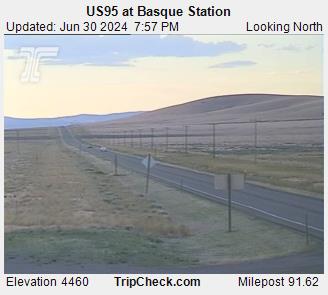 US95 at Basque Station
Updated: Jun 30 2024 7:57 PM Looking North
Elevation 4460 TripCheck.com Milepost 91.62